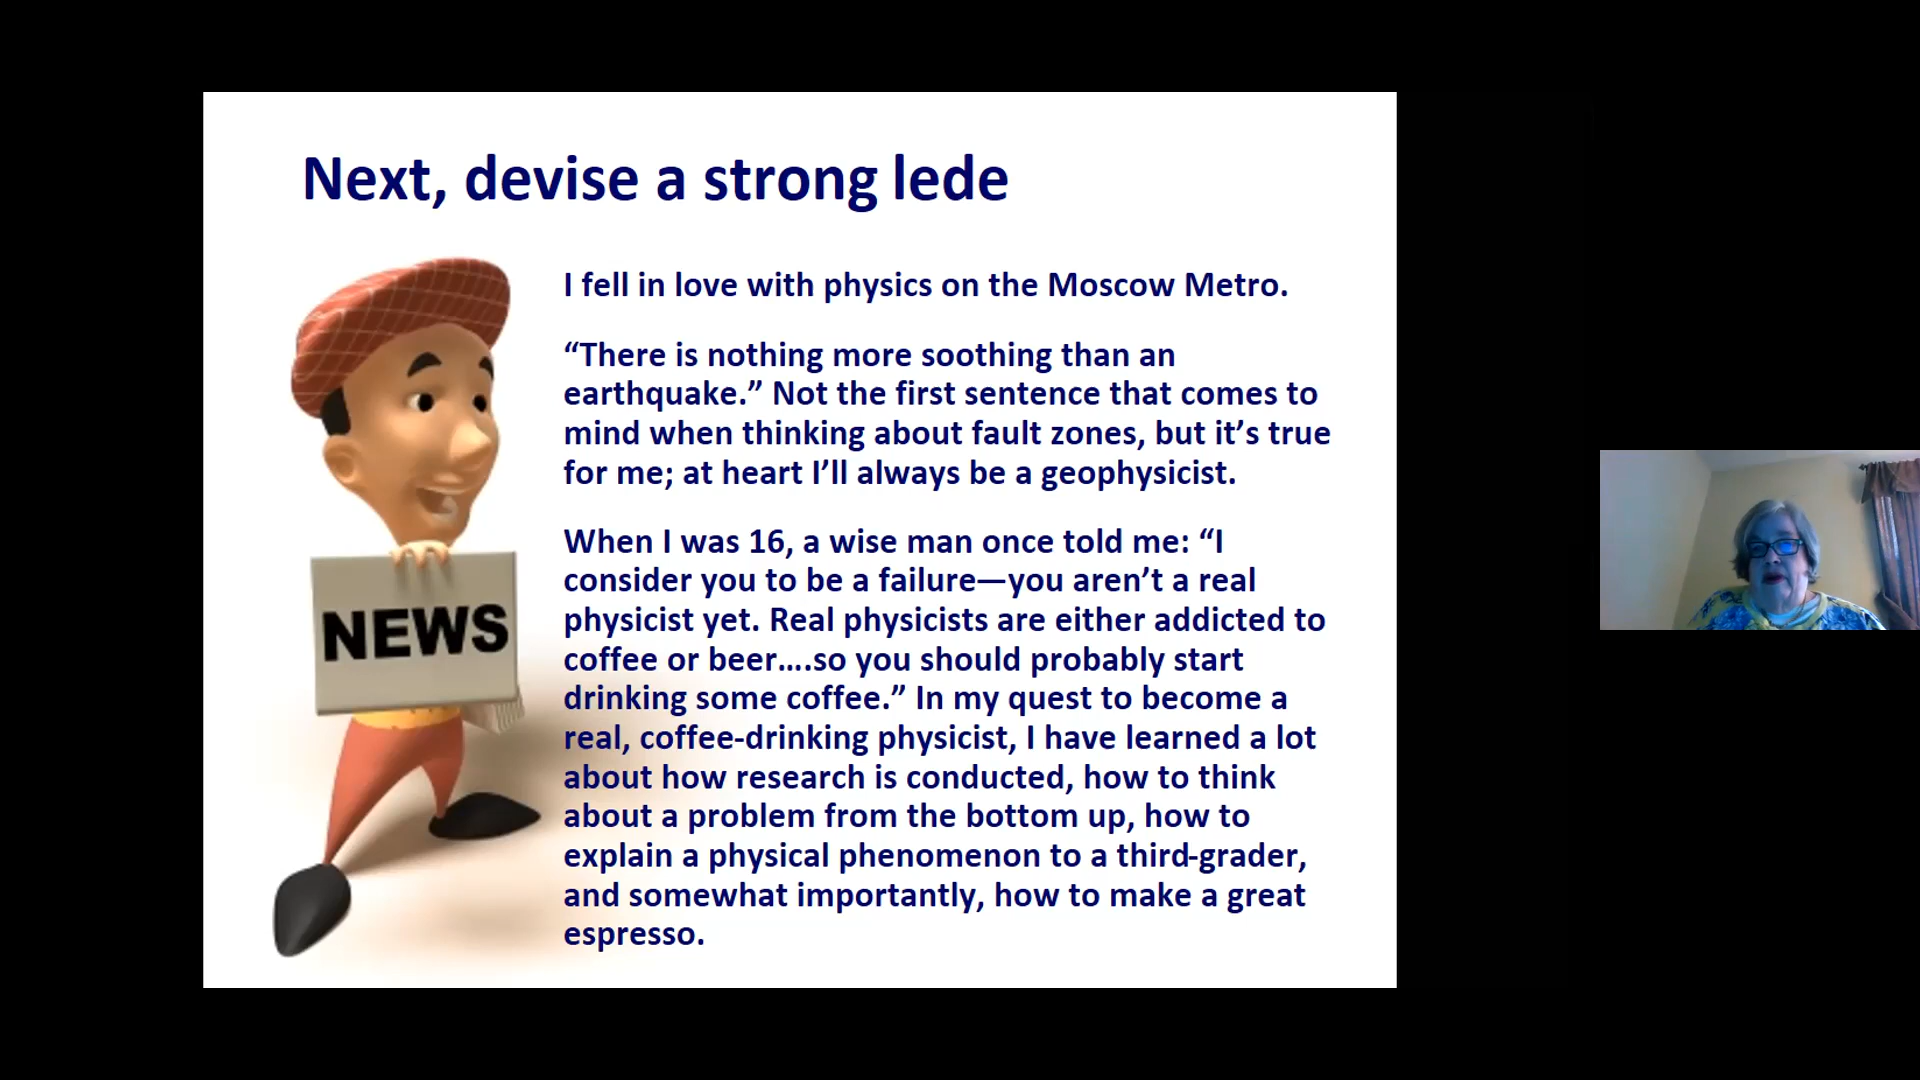 Next, devise a strong lede
I fell in love with physics on the Moscow Metro.
“There is nothing more soothing than an
earthquake.” Not the first sentence that comes to
mind when thinking about fault zones, but it’s true
for me; at heart I’ll always be a geophysicist.
When I was 16, a wise man once told me: “I
consider you to be a failure—you aren’t a real
physicist yet. Real physicists are either addicted to
coffee or beer….so you should probably start
drinking some coffee.” In my quest to become a
real, coffee-drinking physicist, I have learned a lot
about how research is conducted, how to think
about a problem from the bottom up, how to
explain a physical phenomenon to a third-grader,
and somewhat importantly, how to make a great
espresso.
NEWS